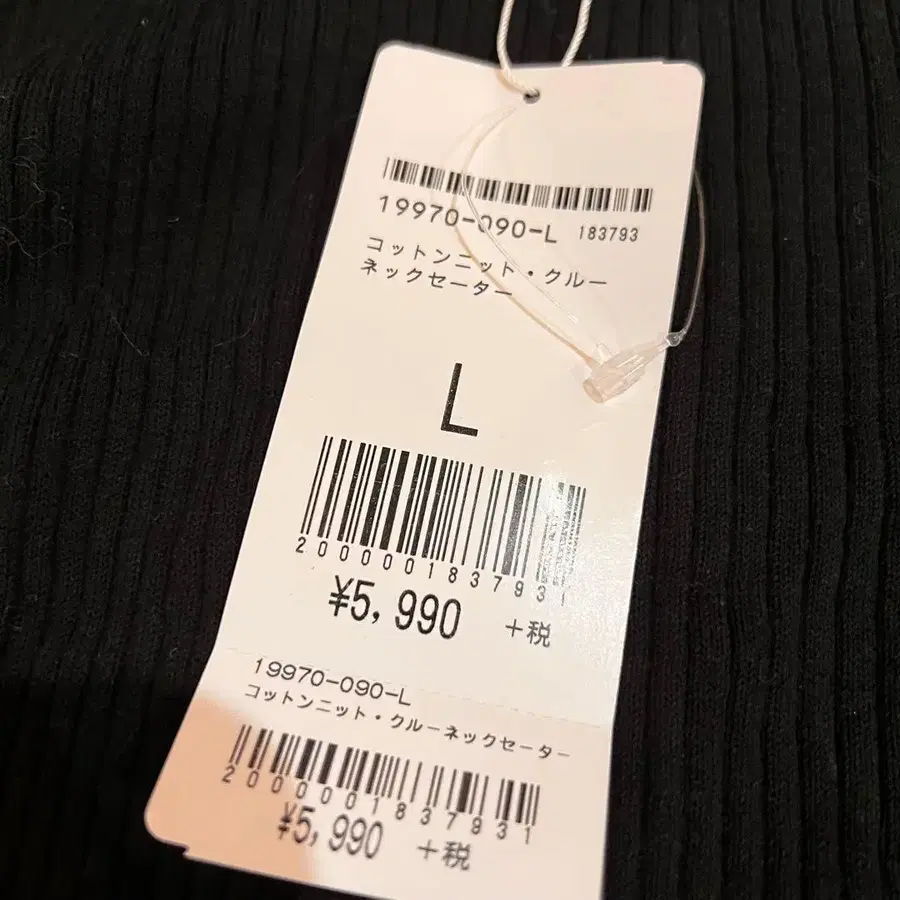 19970-090-L 183793
コットンニット・クルー
ネックセーター
L
2000001837931
¥5,990 +税
19970-090-L
コットンニット・クルーネックセーター
2000001837931
¥5,990 +税